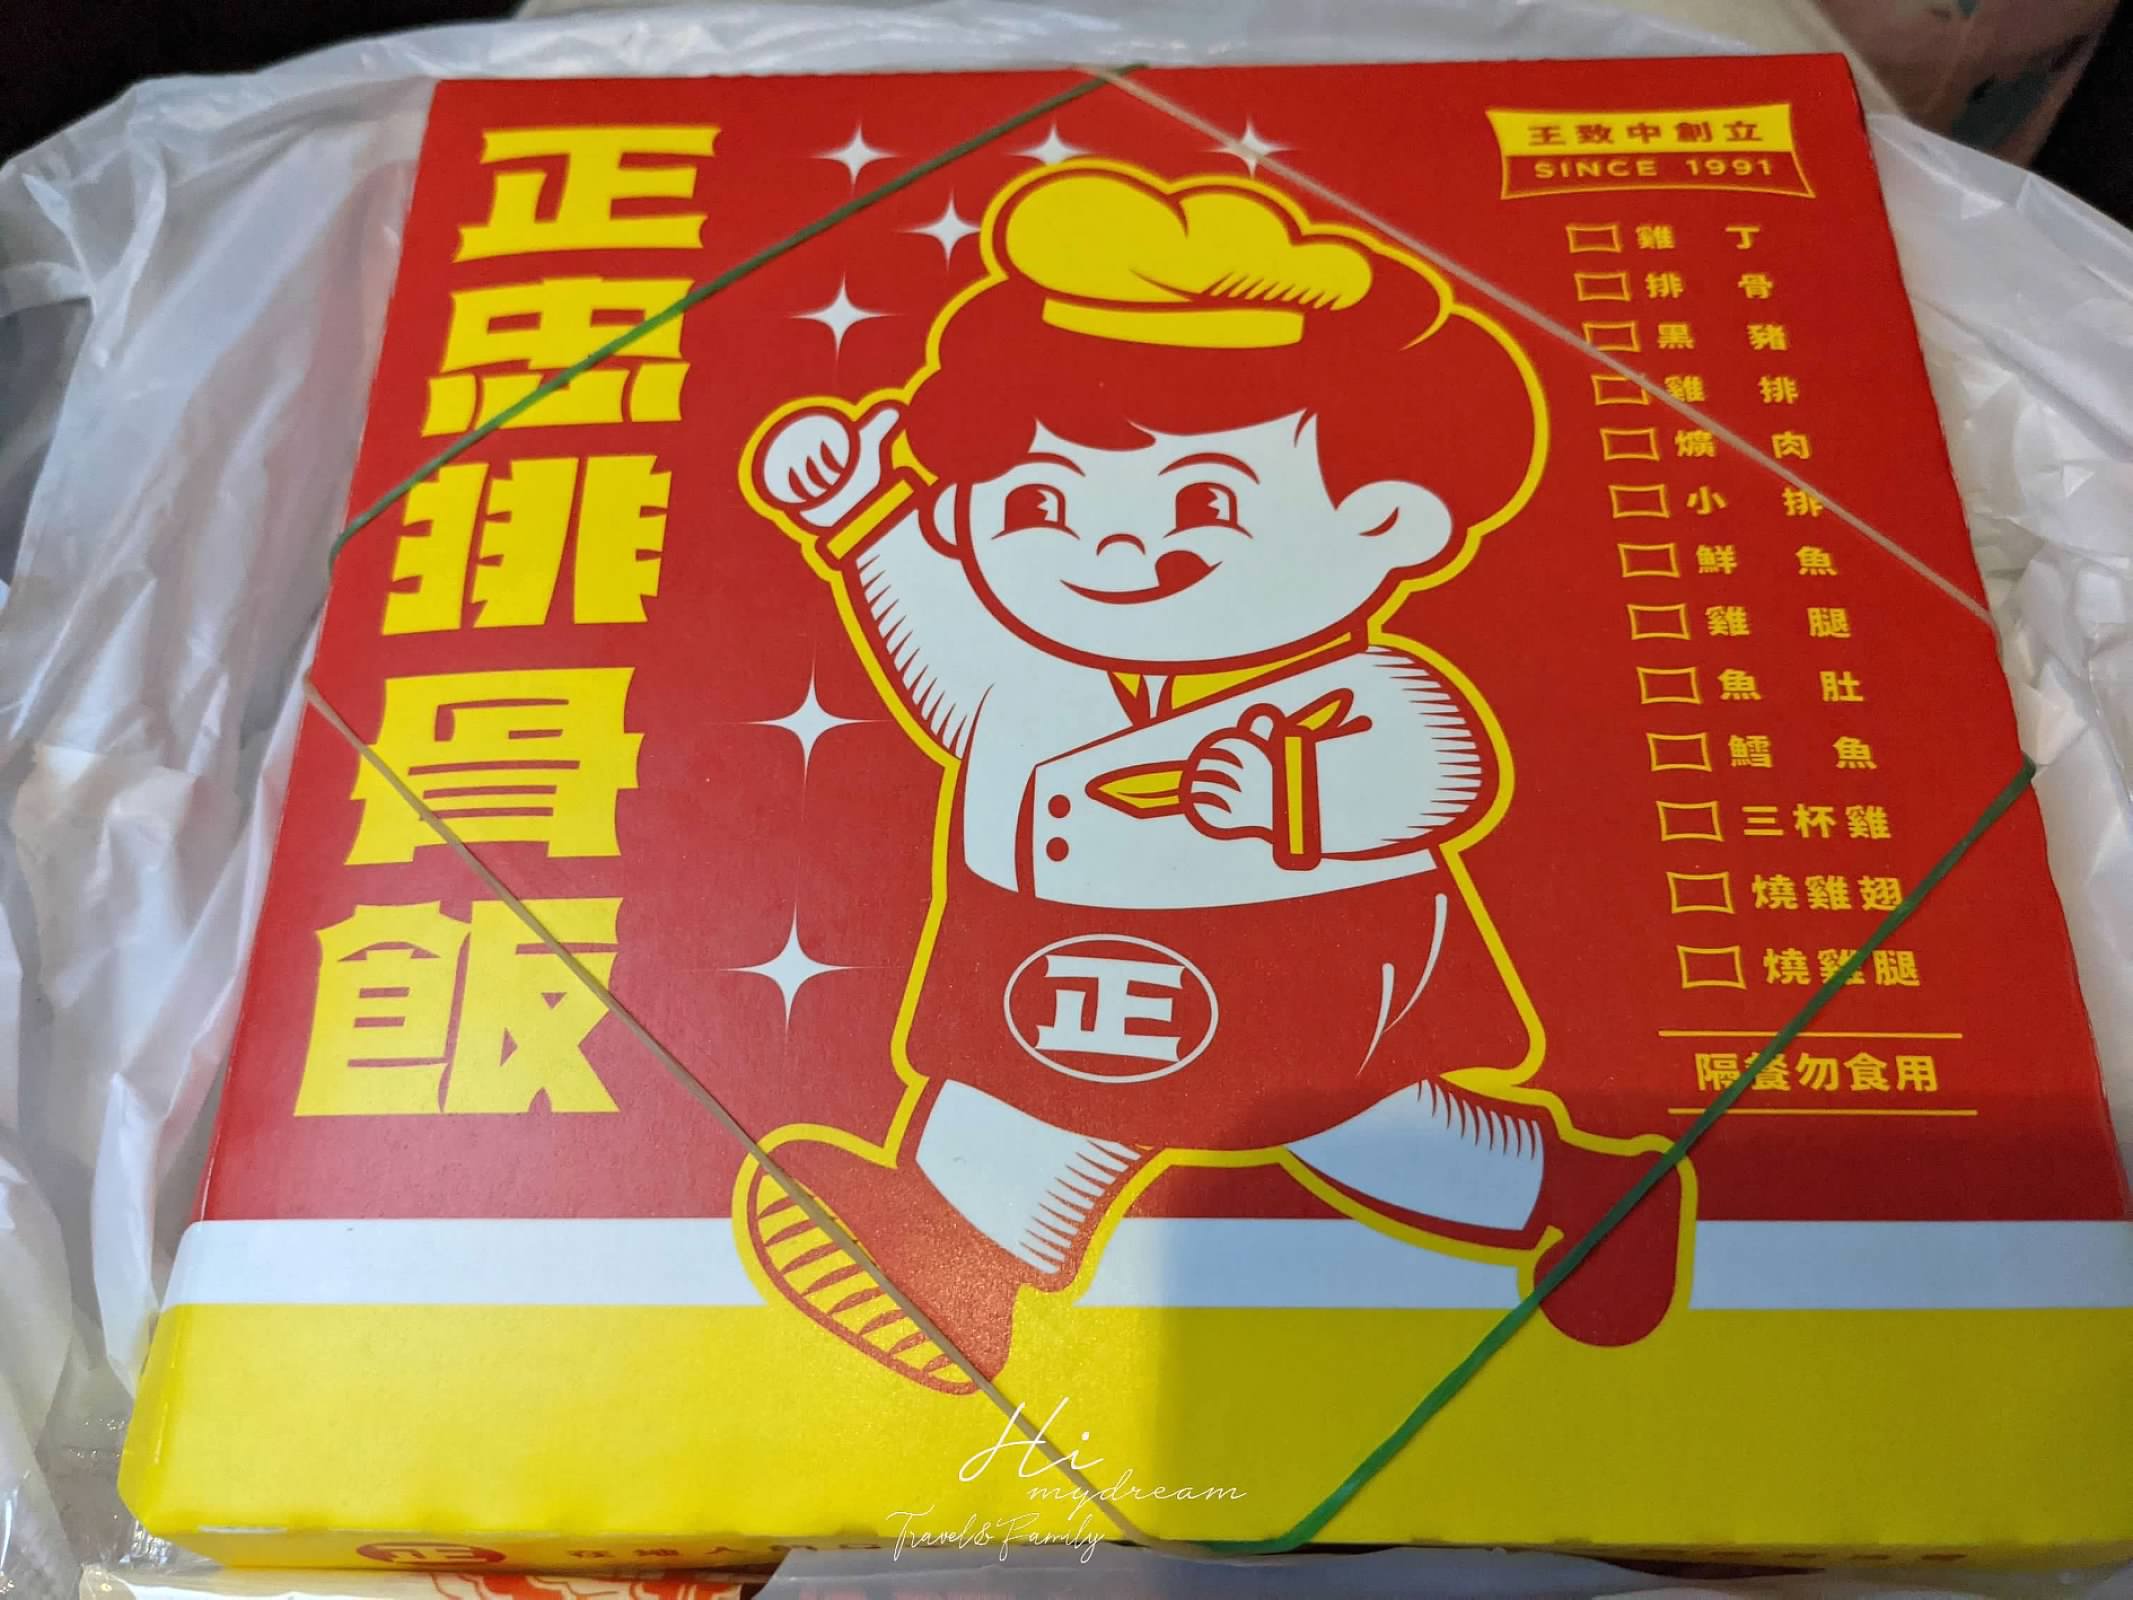 正忠排骨飯
王致中創立
SINCE 1991
雞丁
排骨
黑豬
雞排
爌肉
小排
鮮魚
雞腿
魚肚
鱈魚
三杯雞
燒雞翅
燒雞腿
隔餐勿食用
正
Hi
mydream
Travel&Family
正